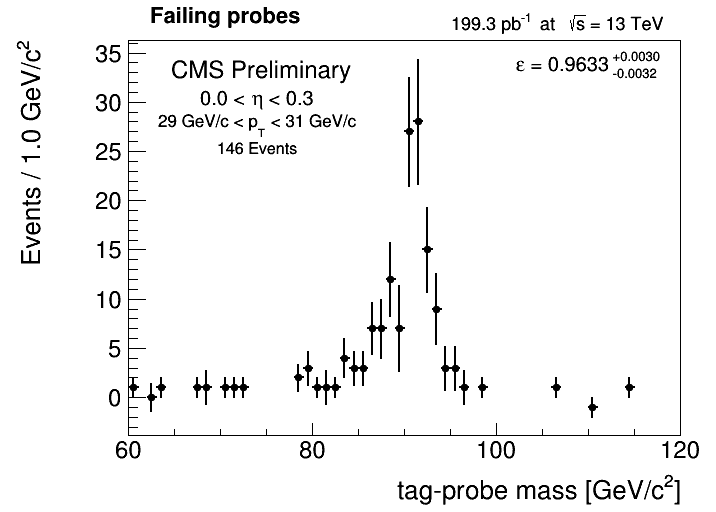 Failing probes
199.3 pb⁻¹ at √s = 13 TeV
CMS Preliminary
0.0 < η < 0.3
29 GeV/c < p_T < 31 GeV/c
146 Events
ε = 0.9633 +0.0030 -0.0032
Events / 1.0 GeV/c²
35
30
25
20
15
10
5
0
60 80 100 120
tag-probe mass [GeV/c²]